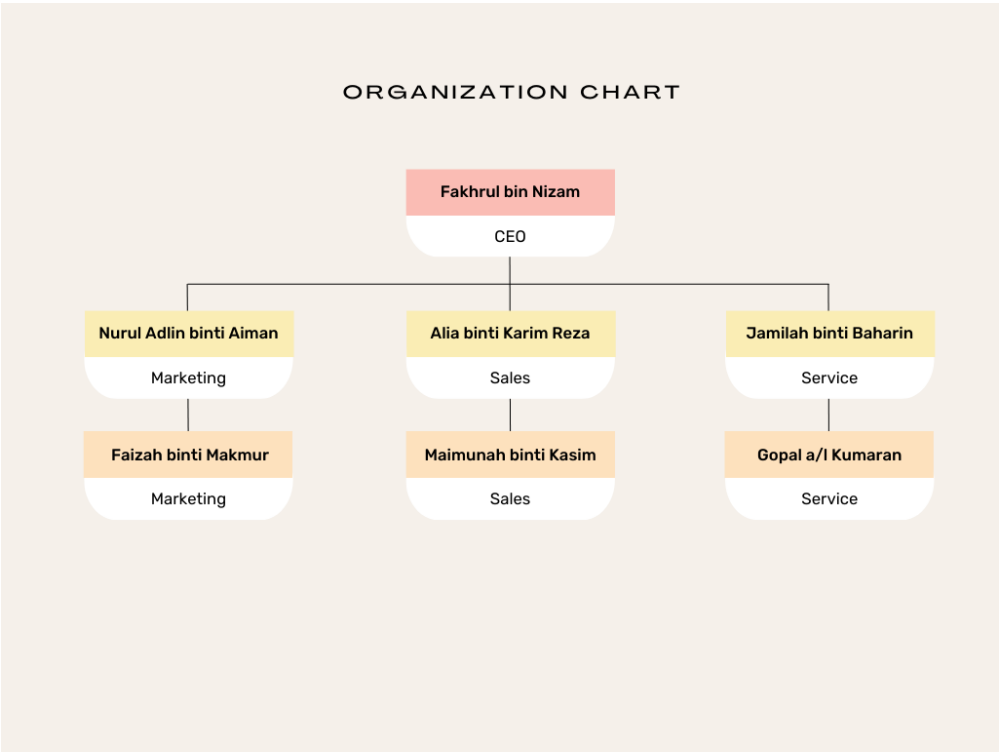 ORGANIZATION CHART
Fakhrul bin Nizam
CEO
Nurul Adlin binti Aiman
Marketing
Alia binti Karim Reza
Sales
Jamilah binti Baharin
Service
Faizah binti Makmur
Marketing
Maimunah binti Kasim
Sales
Gopal a/l Kumaran
Service